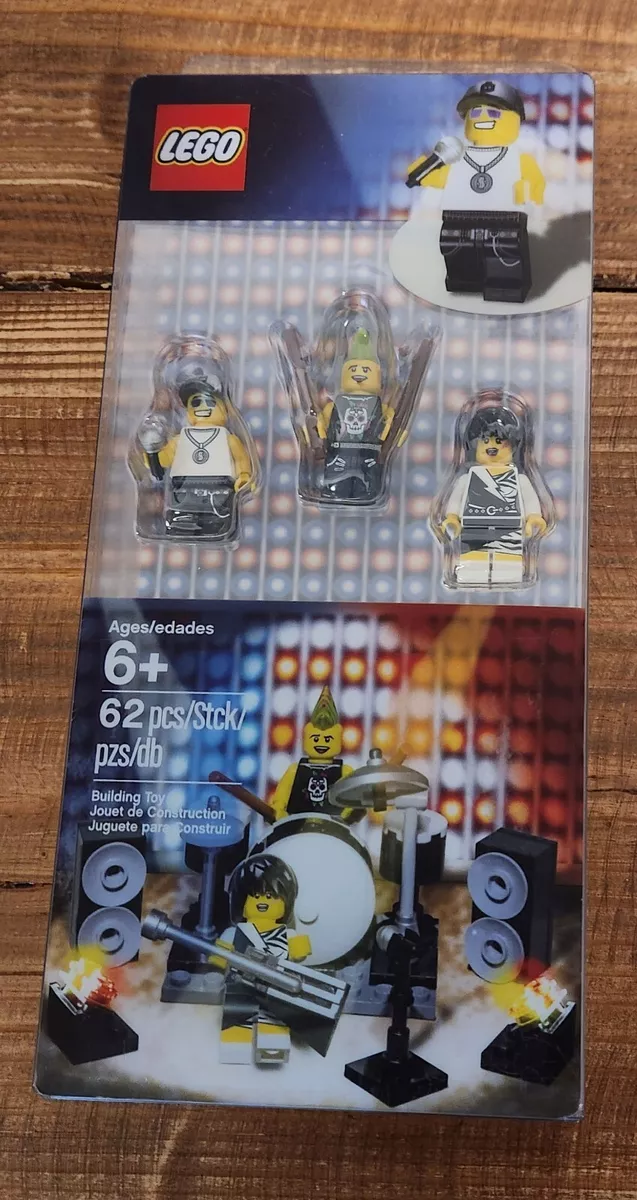 LEGO
Ages/edades
6+
62 pcs/Stck/
pzs/db
Building Toy
Jouet de Construction
Juguete para Construir